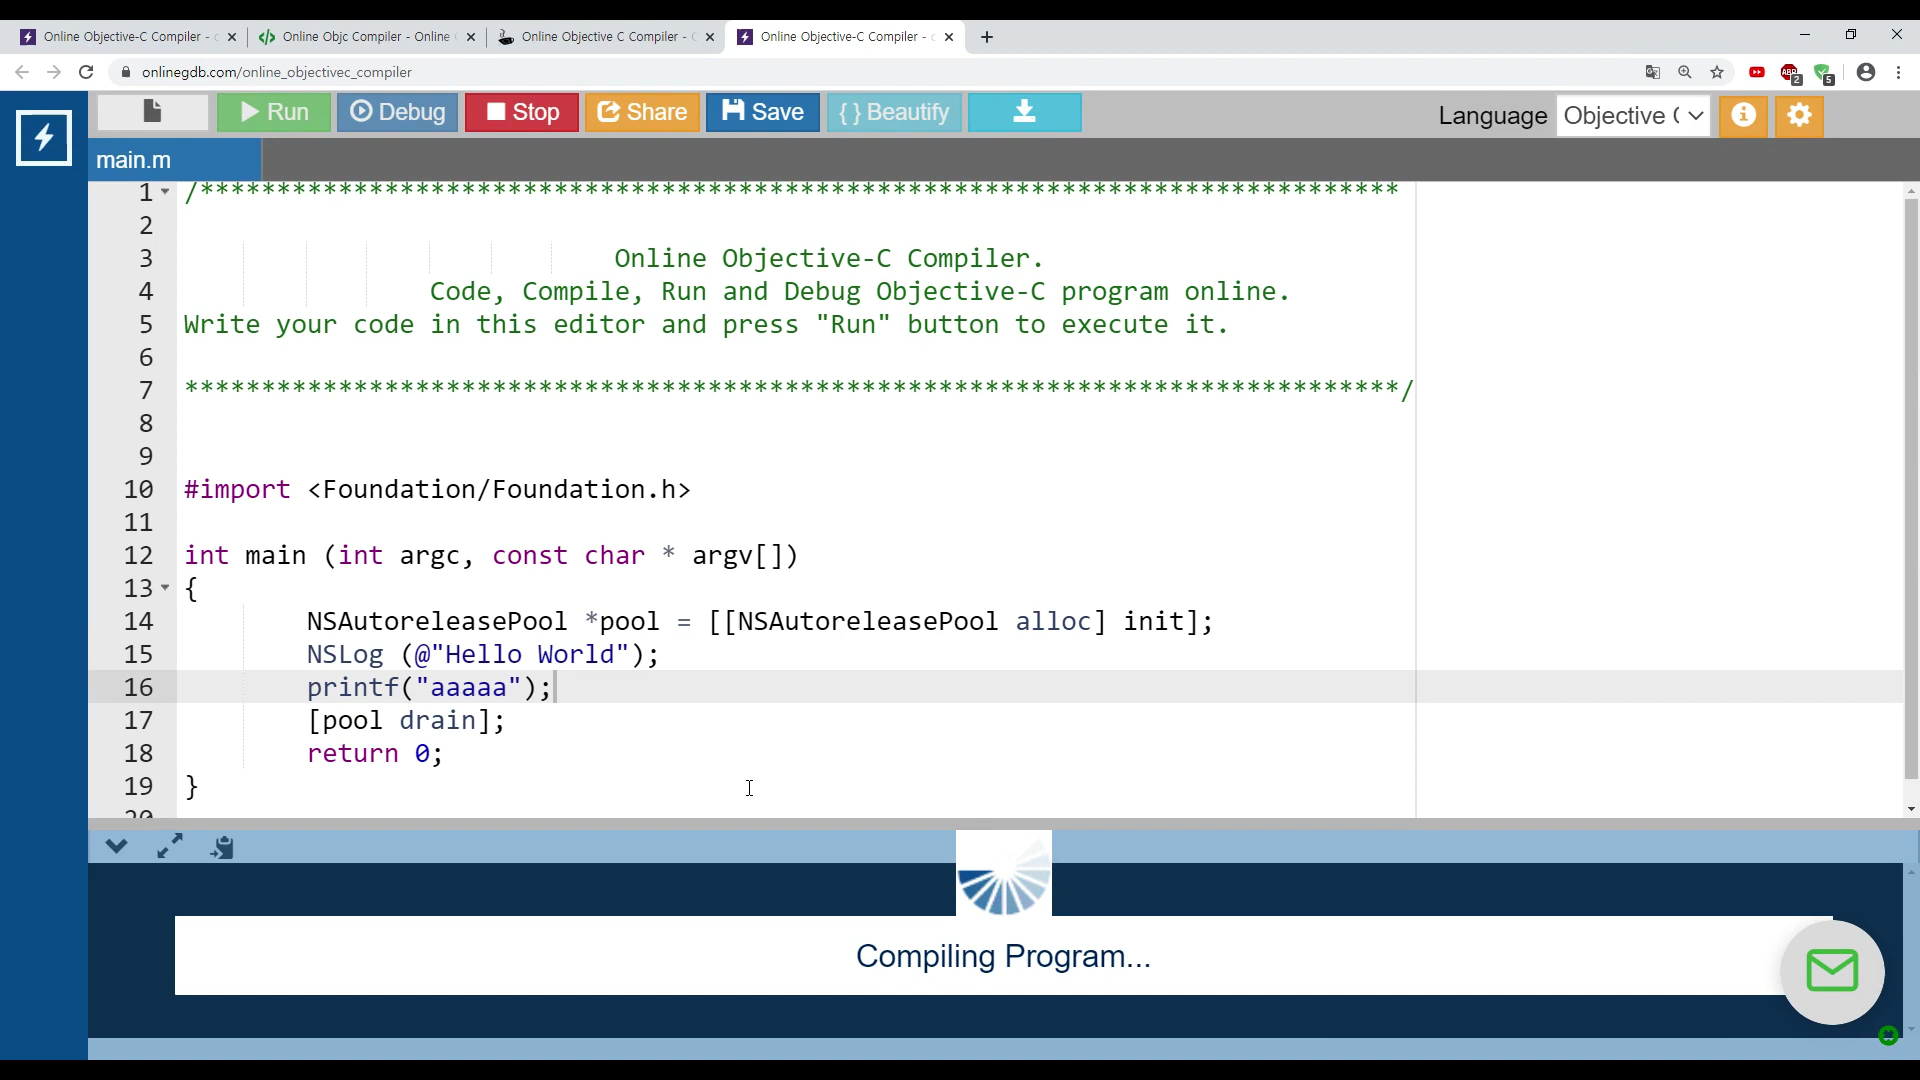 Online Objective-C Compiler -
Online Objc Compiler - Online
Online Objective C Compiler -
Online Objective-C Compiler -
onlinegdb.com/online_objectivec_compiler
ABP
2
5
Run
Debug
Stop
Share
Save
{ } Beautify
Language
Objective (
main.m
1 /******************************************************************************
2
3 Online Objective-C Compiler.
4 Code, Compile, Run and Debug Objective-C program online.
5 Write your code in this editor and press "Run" button to execute it.
6
7 *******************************************************************************/
8
9
10 #import <Foundation/Foundation.h>
11
12 int main (int argc, const char * argv[])
13 {
14 NSAutoreleasePool *pool = [[NSAutoreleasePool alloc] init];
15 NSLog (@"Hello World");
16 printf("aaaaa");
17 [pool drain];
18 return 0;
19 }
20
Compiling Program...